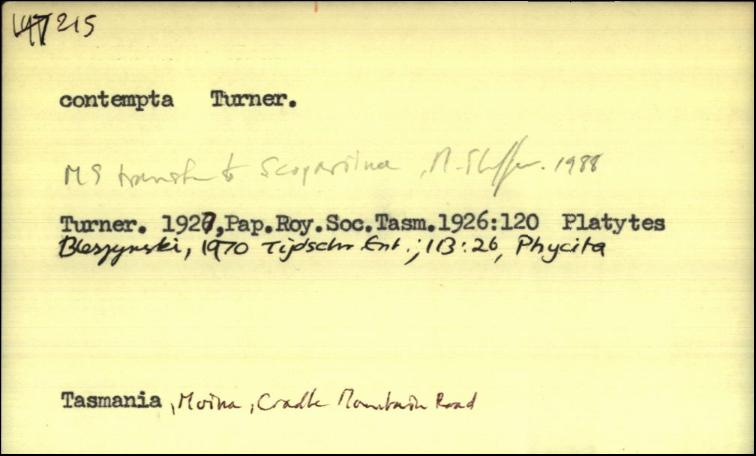 215
contempta Turner.
MS transfer to Scopariinae, M. Shaffer. 1988
Turner. 1927,Pap.Roy.Soc.Tasm.1926:120 Platytes
Bleszynski, 1970 Tijdschr Ent.; 113:26, Phycita
Tasmania, Moina, Cradle Mountain Road